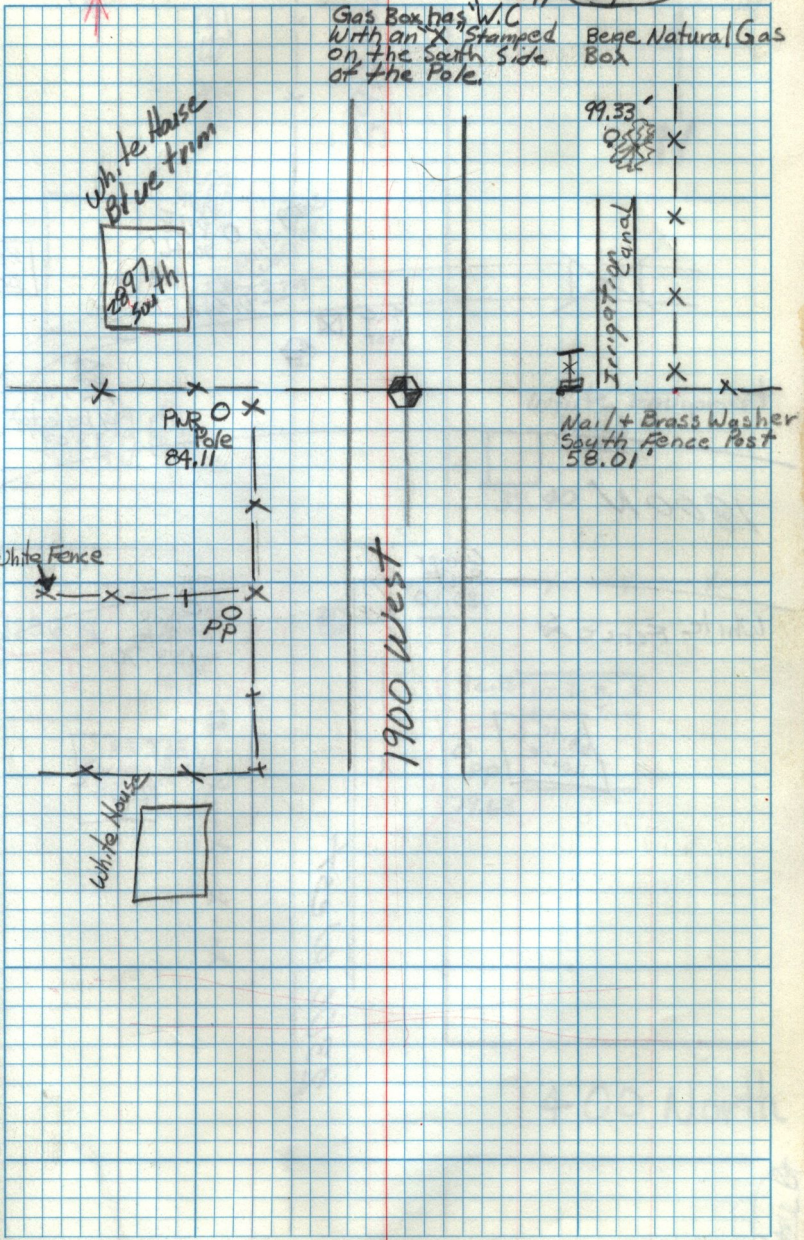 Gas Box has "W.C"
With an "X" Stamped
on the South Side
of the Pole.
Beige Natural Gas
Box
99.33'
White House
Blue trim
2897
South
Irrigation
Canal
PWR
Pole
84.11
Nail + Brass Washer
South Fence Post
58.01'
White Fence
PP
1900 West
White House